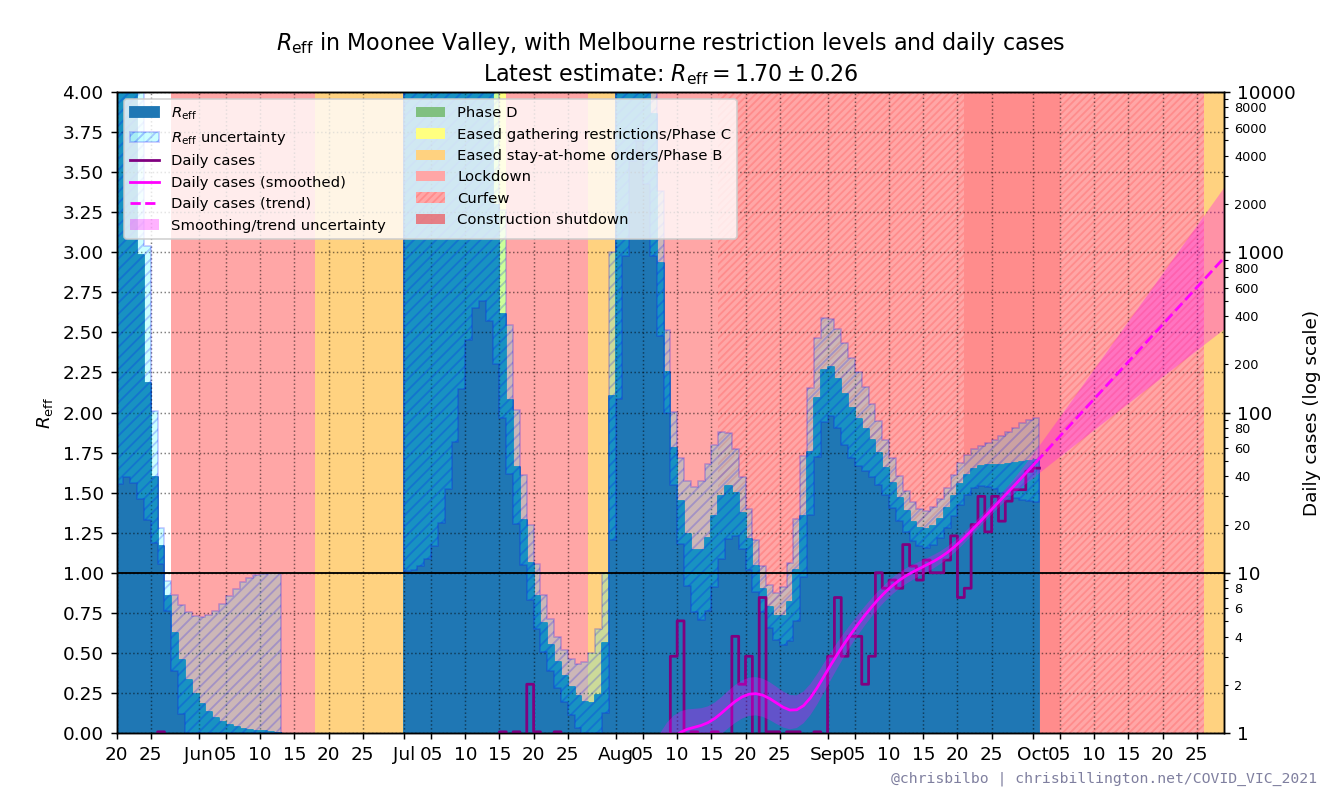 Reff in Moonee Valley, with Melbourne restriction levels and daily cases
Latest estimate: Reff = 1.70 ± 0.26
Reff
Reff uncertainty
Daily cases
Daily cases (smoothed)
Daily cases (trend)
Smoothing/trend uncertainty
Phase D
Eased gathering restrictions/Phase C
Eased stay-at-home orders/Phase B
Lockdown
Curfew
Construction shutdown
Reff
4.00
3.75
3.50
3.25
3.00
2.75
2.50
2.25
2.00
1.75
1.50
1.25
1.00
0.75
0.50
0.25
0.00
20 25 Jun 05 10 15 20 25 Jul 05 10 15 20 25 Aug 05 10 15 20 25 Sep 05 10 15 20 25 Oct 05 10 15 20 25
10000
8000
6000
4000
2000
1000
800
600
400
200
100
80
60
40
20
10
8
6
4
2
1
Daily cases (log scale)
@chrisbilbo | chrisbillington.net/COVID_VIC_2021